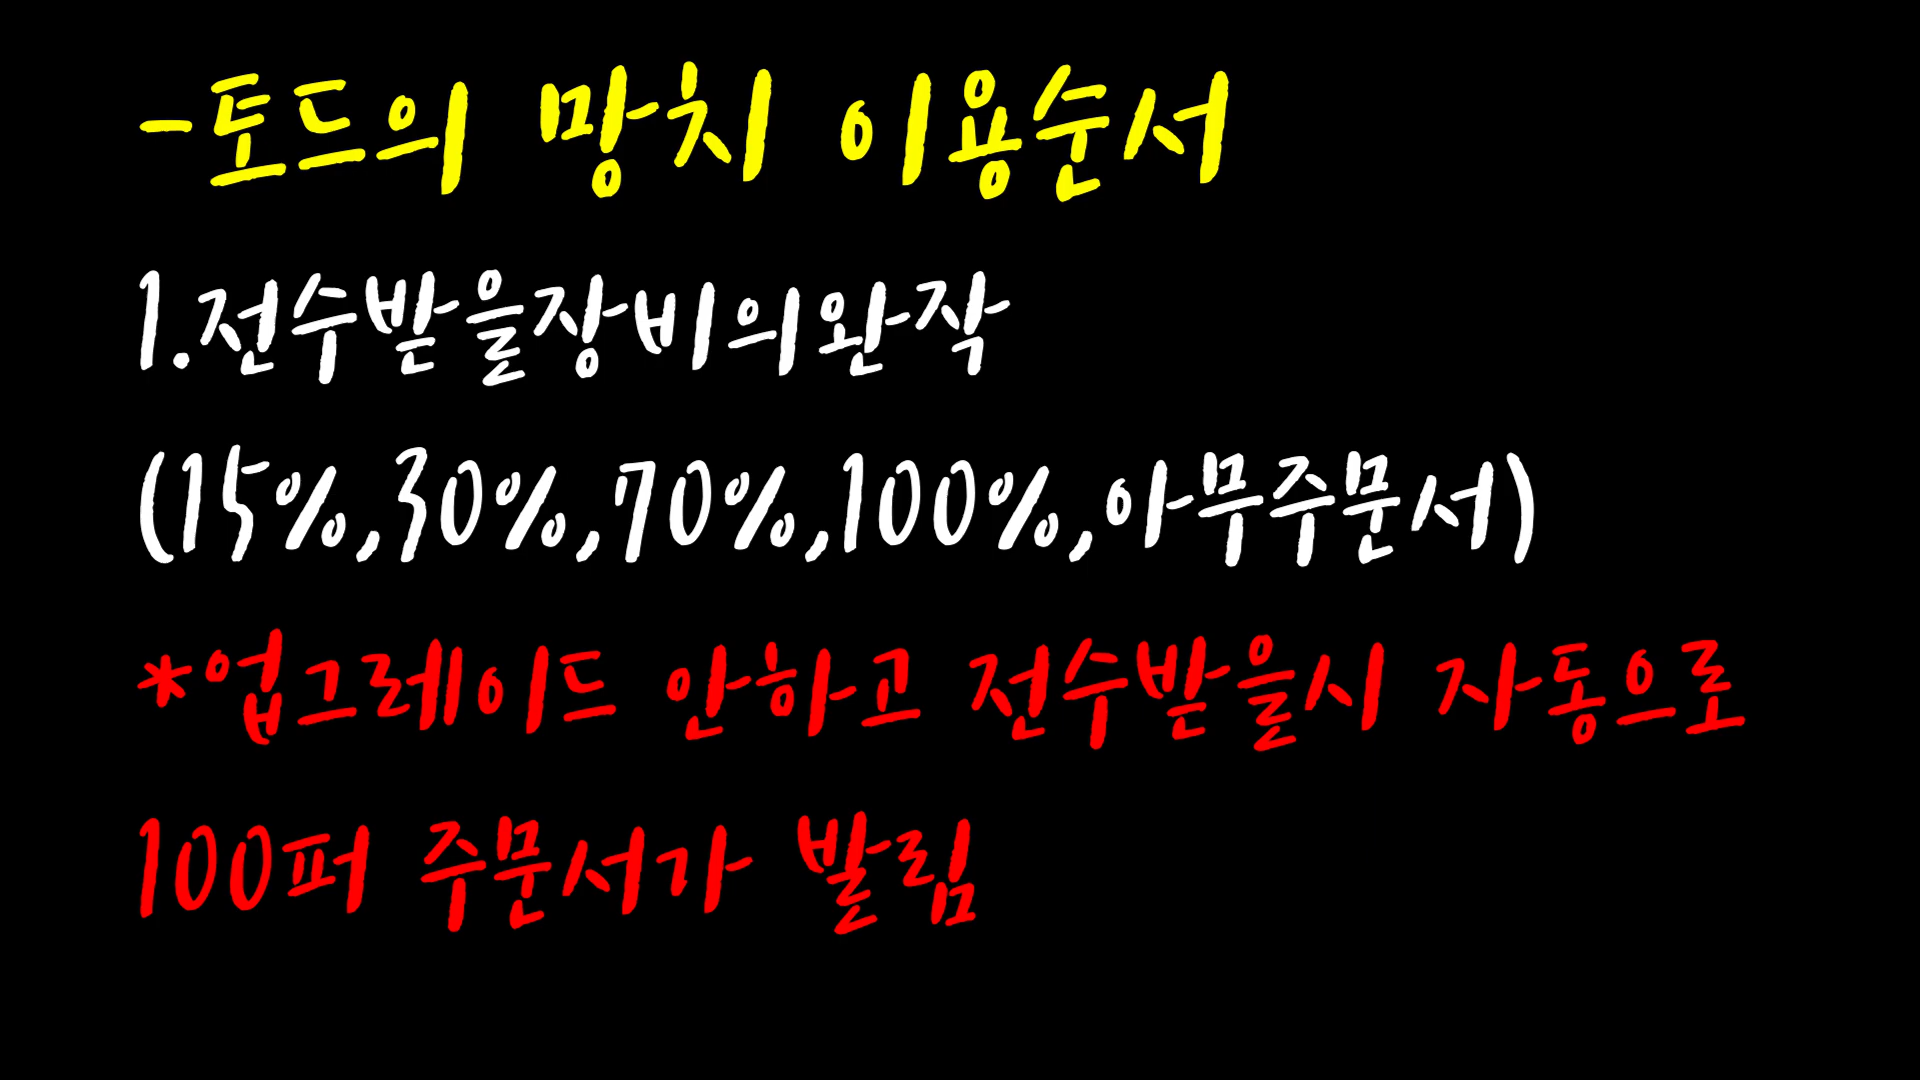 -토드의 망치 이용순서
1.전수받을장비의완작
(15%,30%,70%,100%,아무주문서)
*업그레이드 안하고 전수받을시 자동으로
100퍼 주문서가 발림